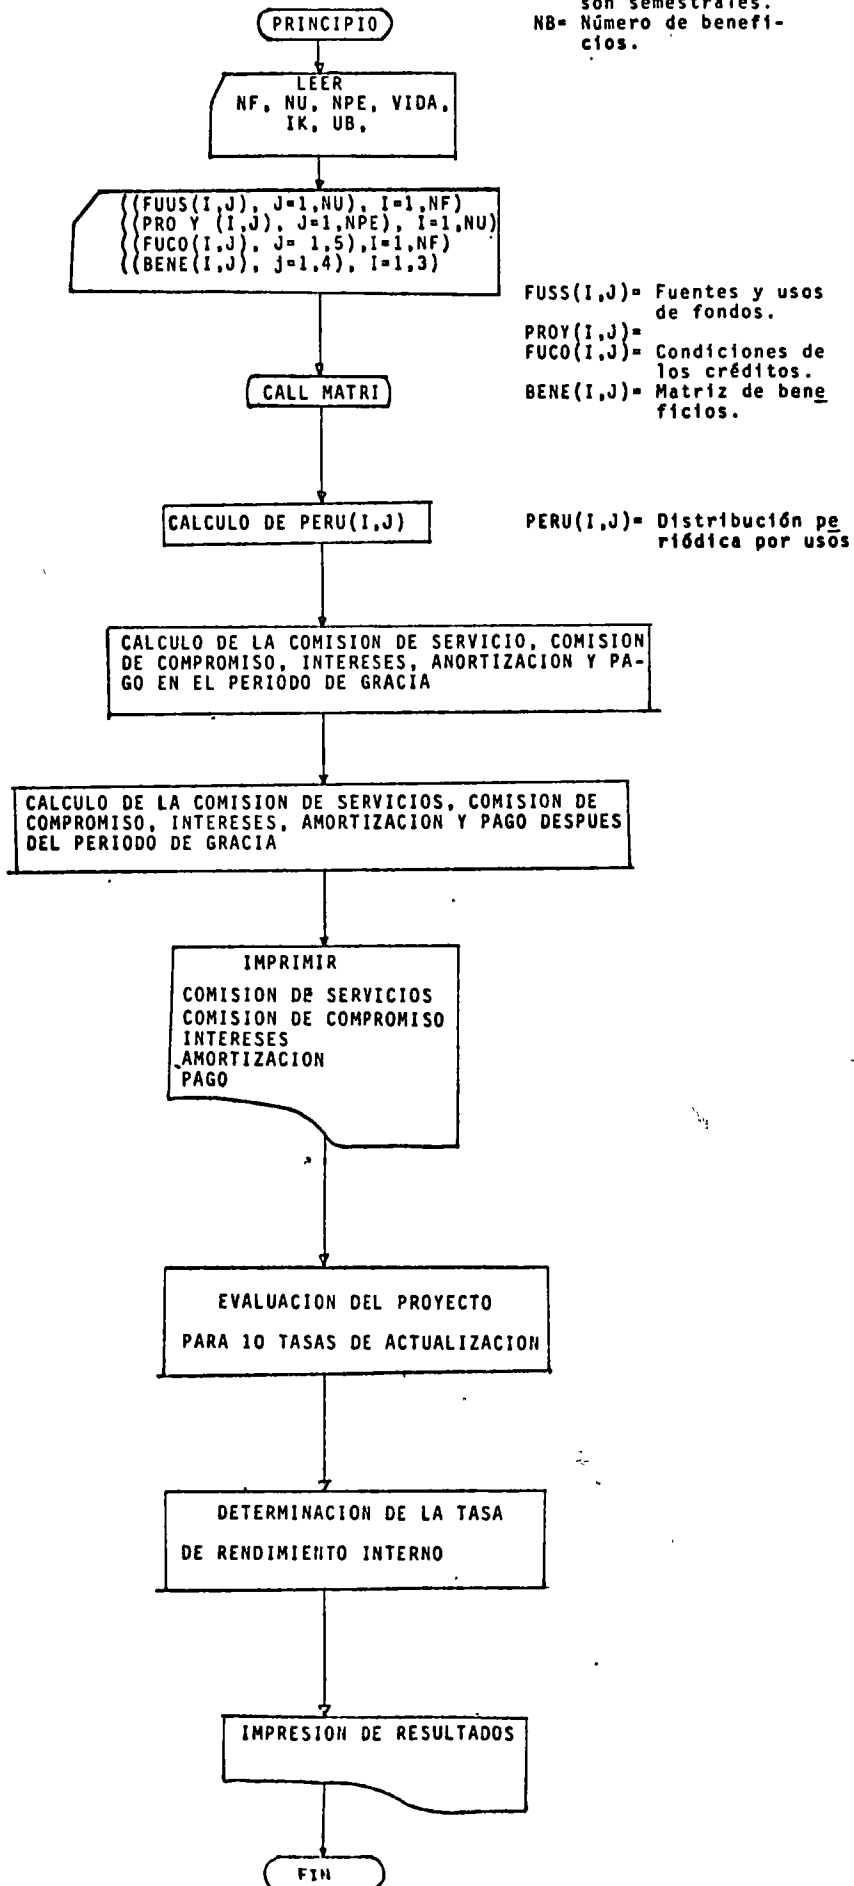 son semestrales.
NB= Número de benefi-
cios.
PRINCIPIO
LEER
NF, NU, NPE, VIDA,
IK, UB,
((FUUS(I,J), J=1,NU), I=1,NF)
((PRO Y (I,J), J=1,NPE), I=1,NU)
((FUCO(I,J), J= 1,5),I=1,NF)
((BENE(I,J), j=1,4), I=1,3)
FUSS(I,J)= Fuentes y usos
de fondos.
PROY(I,J)=
FUCO(I,J)= Condiciones de
los créditos.
BENE(I,J)= Matriz de bene
ficios.
CALL MATRI
CALCULO DE PERU(I,J)
PERU(I,J)= Distribución pe
riódica por usos
CALCULO DE LA COMISION DE SERVICIO, COMISION
DE COMPROMISO, INTERESES, ANORTIZACION Y PA-
GO EN EL PERIODO DE GRACIA
CALCULO DE LA COMISION DE SERVICIOS, COMISION DE
COMPROMISO, INTERESES, AMORTIZACION Y PAGO DESPUES
DEL PERIODO DE GRACIA
IMPRIMIR
COMISION DE SERVICIOS
COMISION DE COMPROMISO
INTERESES
AMORTIZACION
PAGO
EVALUACION DEL PROYECTO
PARA 10 TASAS DE ACTUALIZACION
DETERMINACION DE LA TASA
DE RENDIMIENTO INTERNO
IMPRESION DE RESULTADOS
FIN